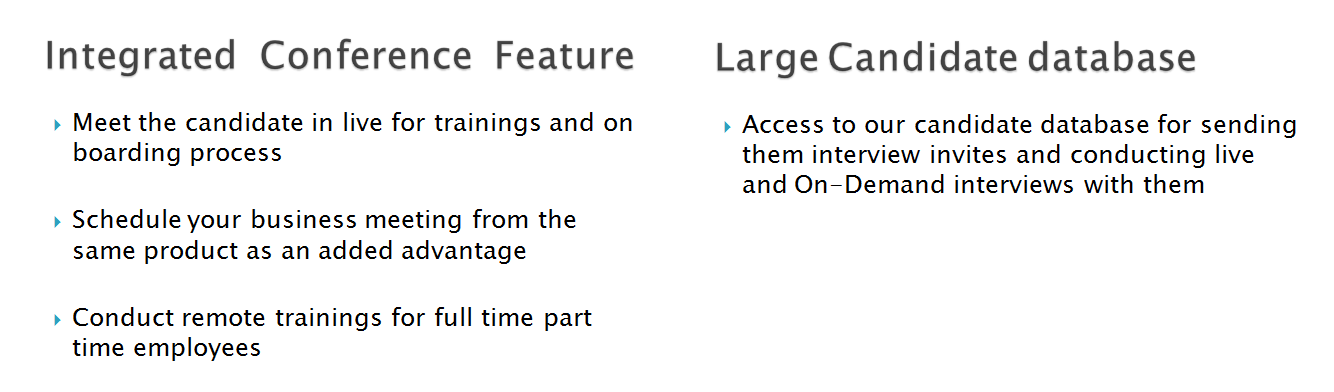 Integrated Conference Feature
Meet the candidate in live for trainings and on
boarding process
Schedule your business meeting from the
same product as an added advantage
Conduct remote trainings for full time part
time employees
Large Candidate database
Access to our candidate database for sending
them interview invites and conducting live
and On-Demand interviews with them